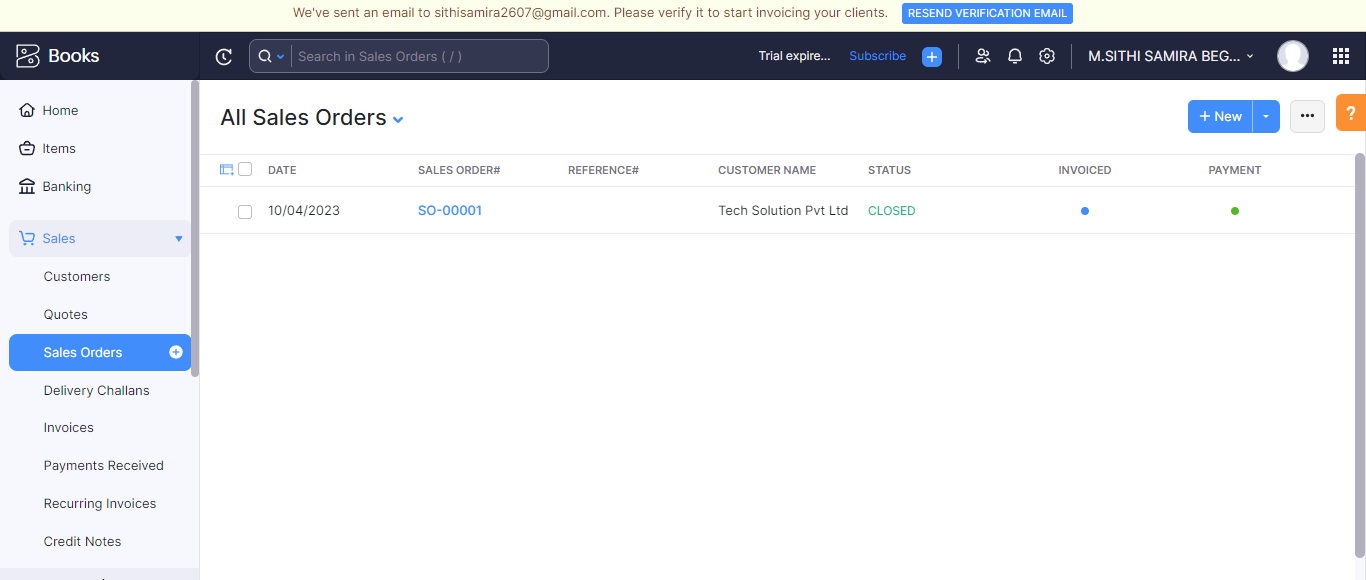 We've sent an email to sithisamira2607@gmail.com. Please verify it to start invoicing your clients. RESEND VERIFICATION EMAIL
Books
Search in Sales Orders ( / )
Trial expire... Subscribe
M.SITHI SAMIRA BEG...
Home
Items
Banking
Sales
Customers
Quotes
Sales Orders
Delivery Challans
Invoices
Payments Received
Recurring Invoices
Credit Notes
All Sales Orders
+ New
?
DATE SALES ORDER# REFERENCE# CUSTOMER NAME STATUS INVOICED PAYMENT
10/04/2023 SO-00001 Tech Solution Pvt Ltd CLOSED